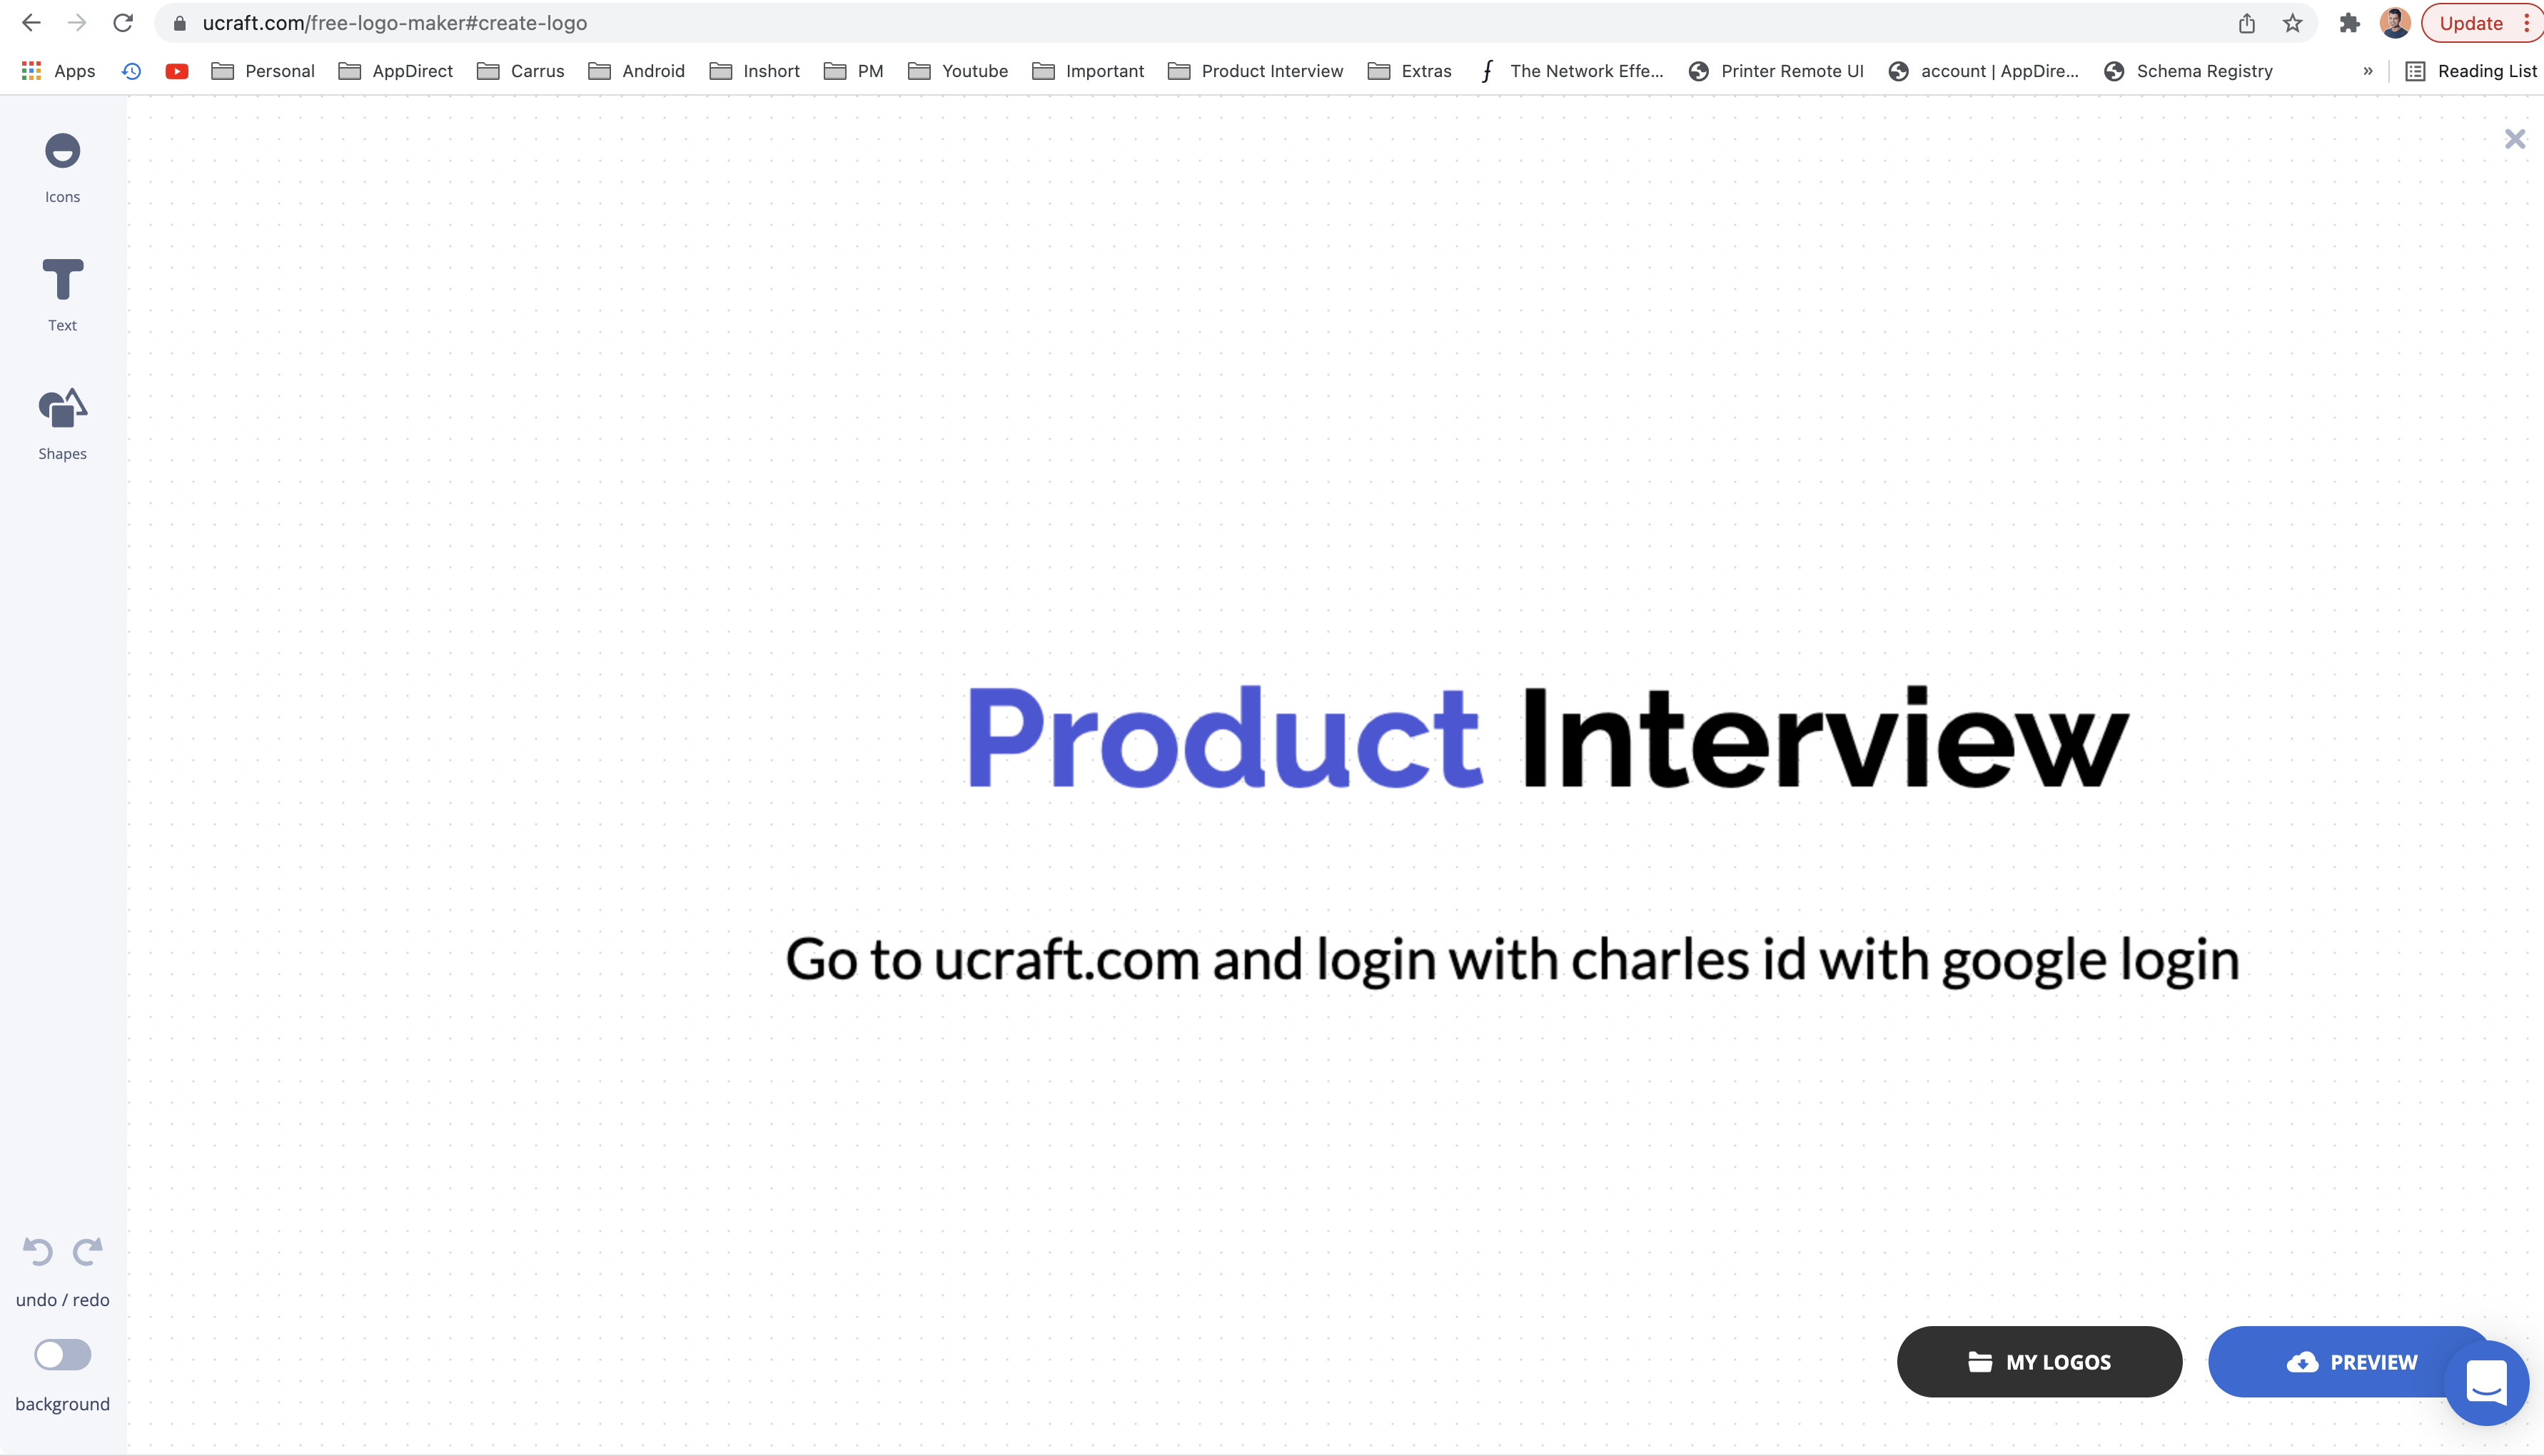 ucraft.com/free-logo-maker#create-logo
Update
Apps
Personal
AppDirect
Carrus
Android
Inshort
PM
Youtube
Important
Product Interview
Extras
The Network Effe...
Printer Remote UI
account | AppDire...
Schema Registry
»
Reading List
Icons
Text
Shapes
Product Interview
Go to ucraft.com and login with charles id with google login
undo / redo
background
MY LOGOS
PREVIEW